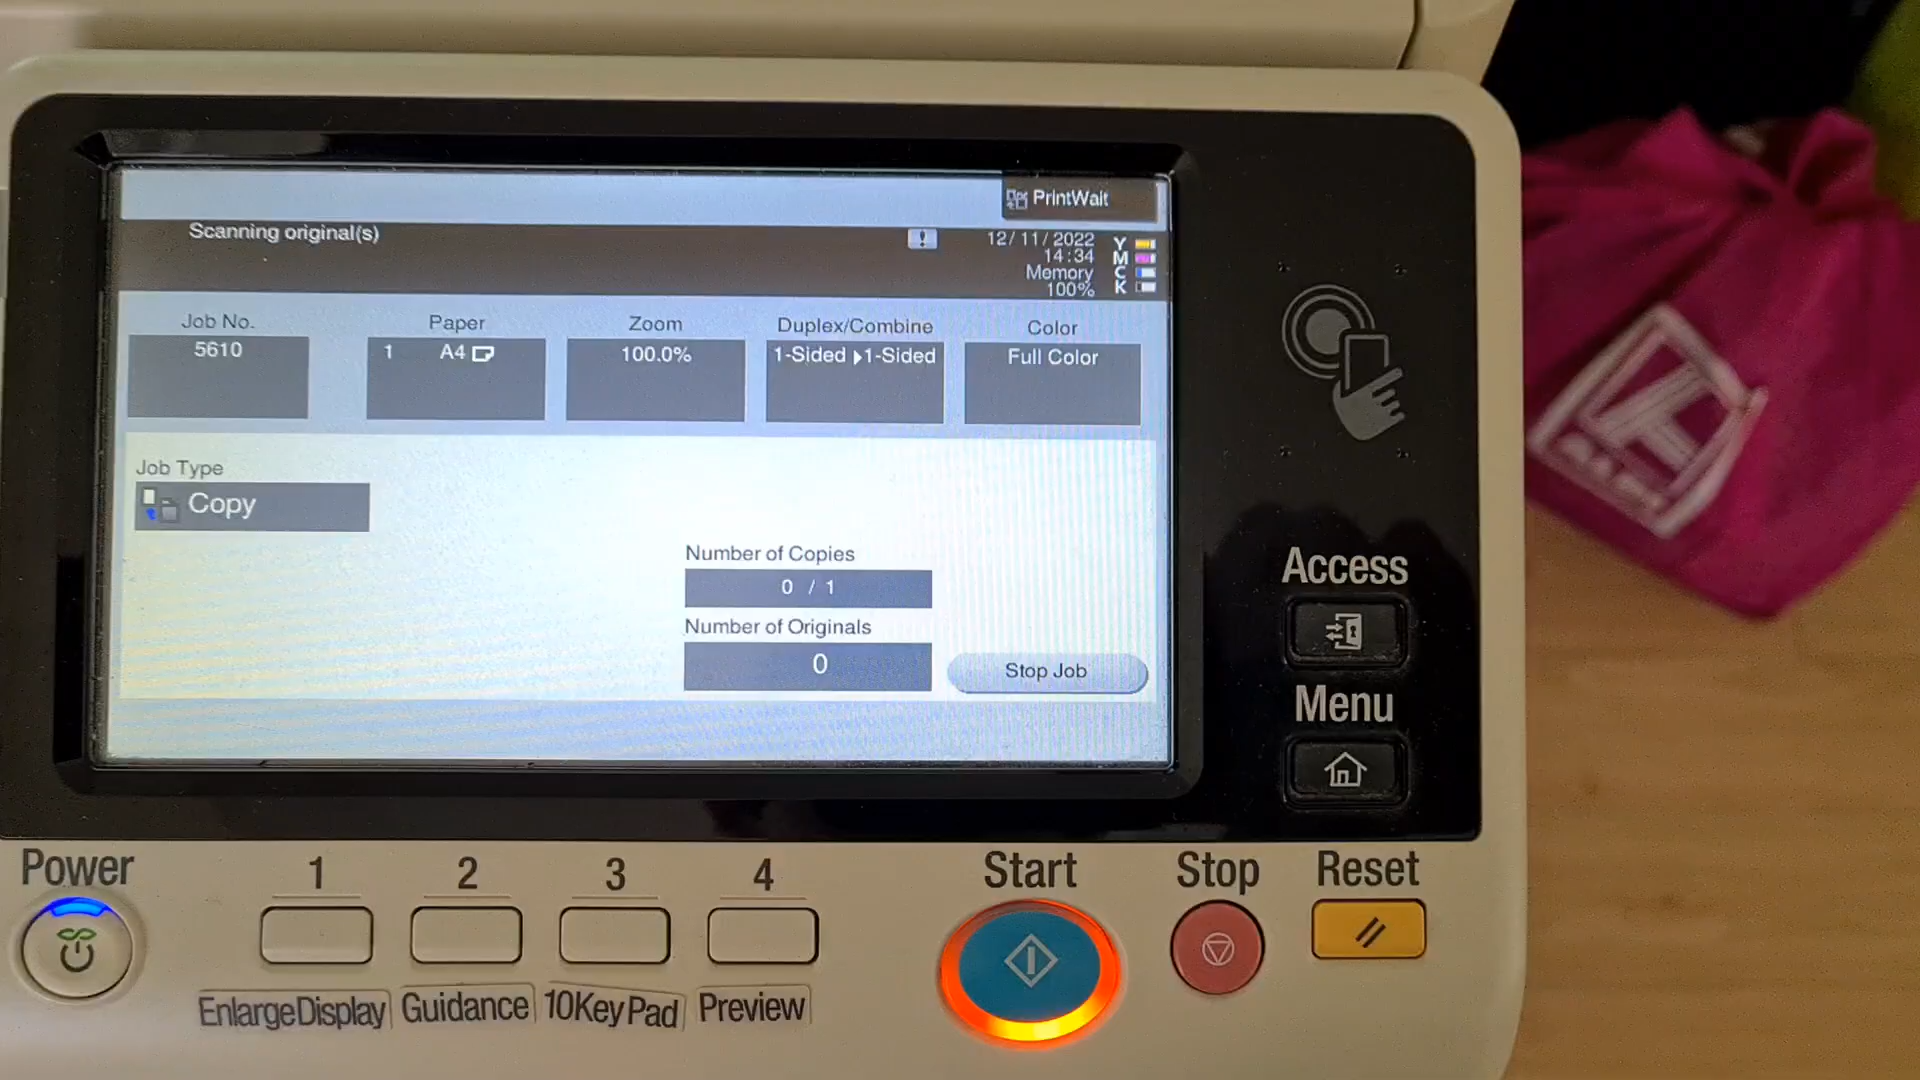 PrintWait
Scanning original(s)
!
12/11/2022
14:34
Memory
100%
Y
M
C
K
Job No.
5610
Paper
1 A4
Zoom
100.0%
Duplex/Combine
1-Sided ▶1-Sided
Color
Full Color
Job Type
Copy
Number of Copies
0 / 1
Number of Originals
0
Stop Job
Access
Menu
Power
1
2
3
4
Start
Stop
Reset
EnlargeDisplay
Guidance
10KeyPad
Preview